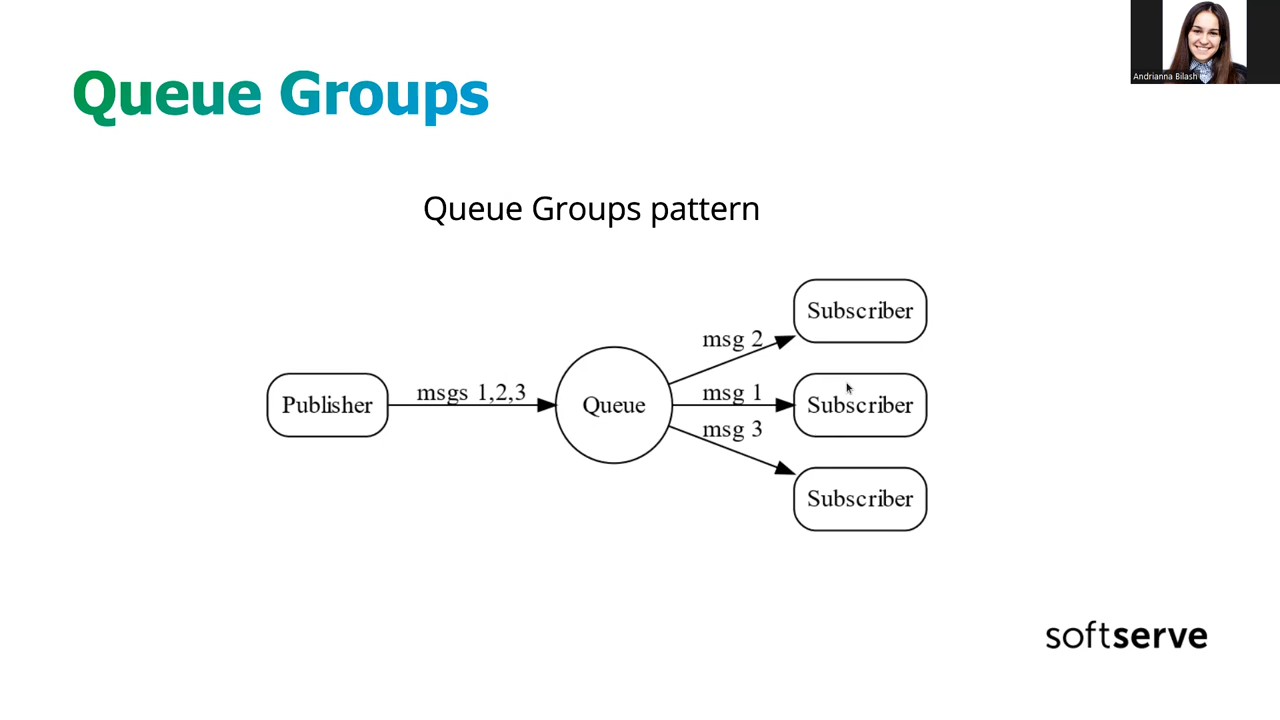 Andrianna Bilash
Queue Groups
Queue Groups pattern
Publisher
msgs 1,2,3
Queue
msg 2
msg 1
msg 3
Subscriber
Subscriber
Subscriber
softserve